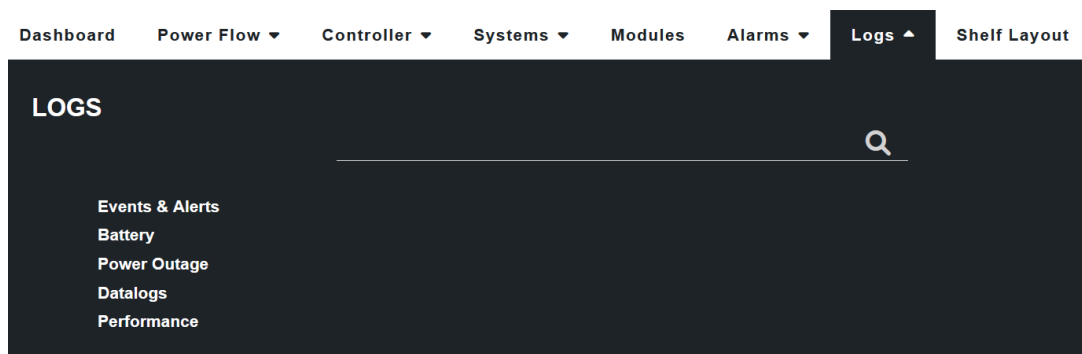 Dashboard Power Flow Controller Systems Modules Alarms Logs Shelf Layout
LOGS
Events & Alerts
Battery
Power Outage
Datalogs
Performance